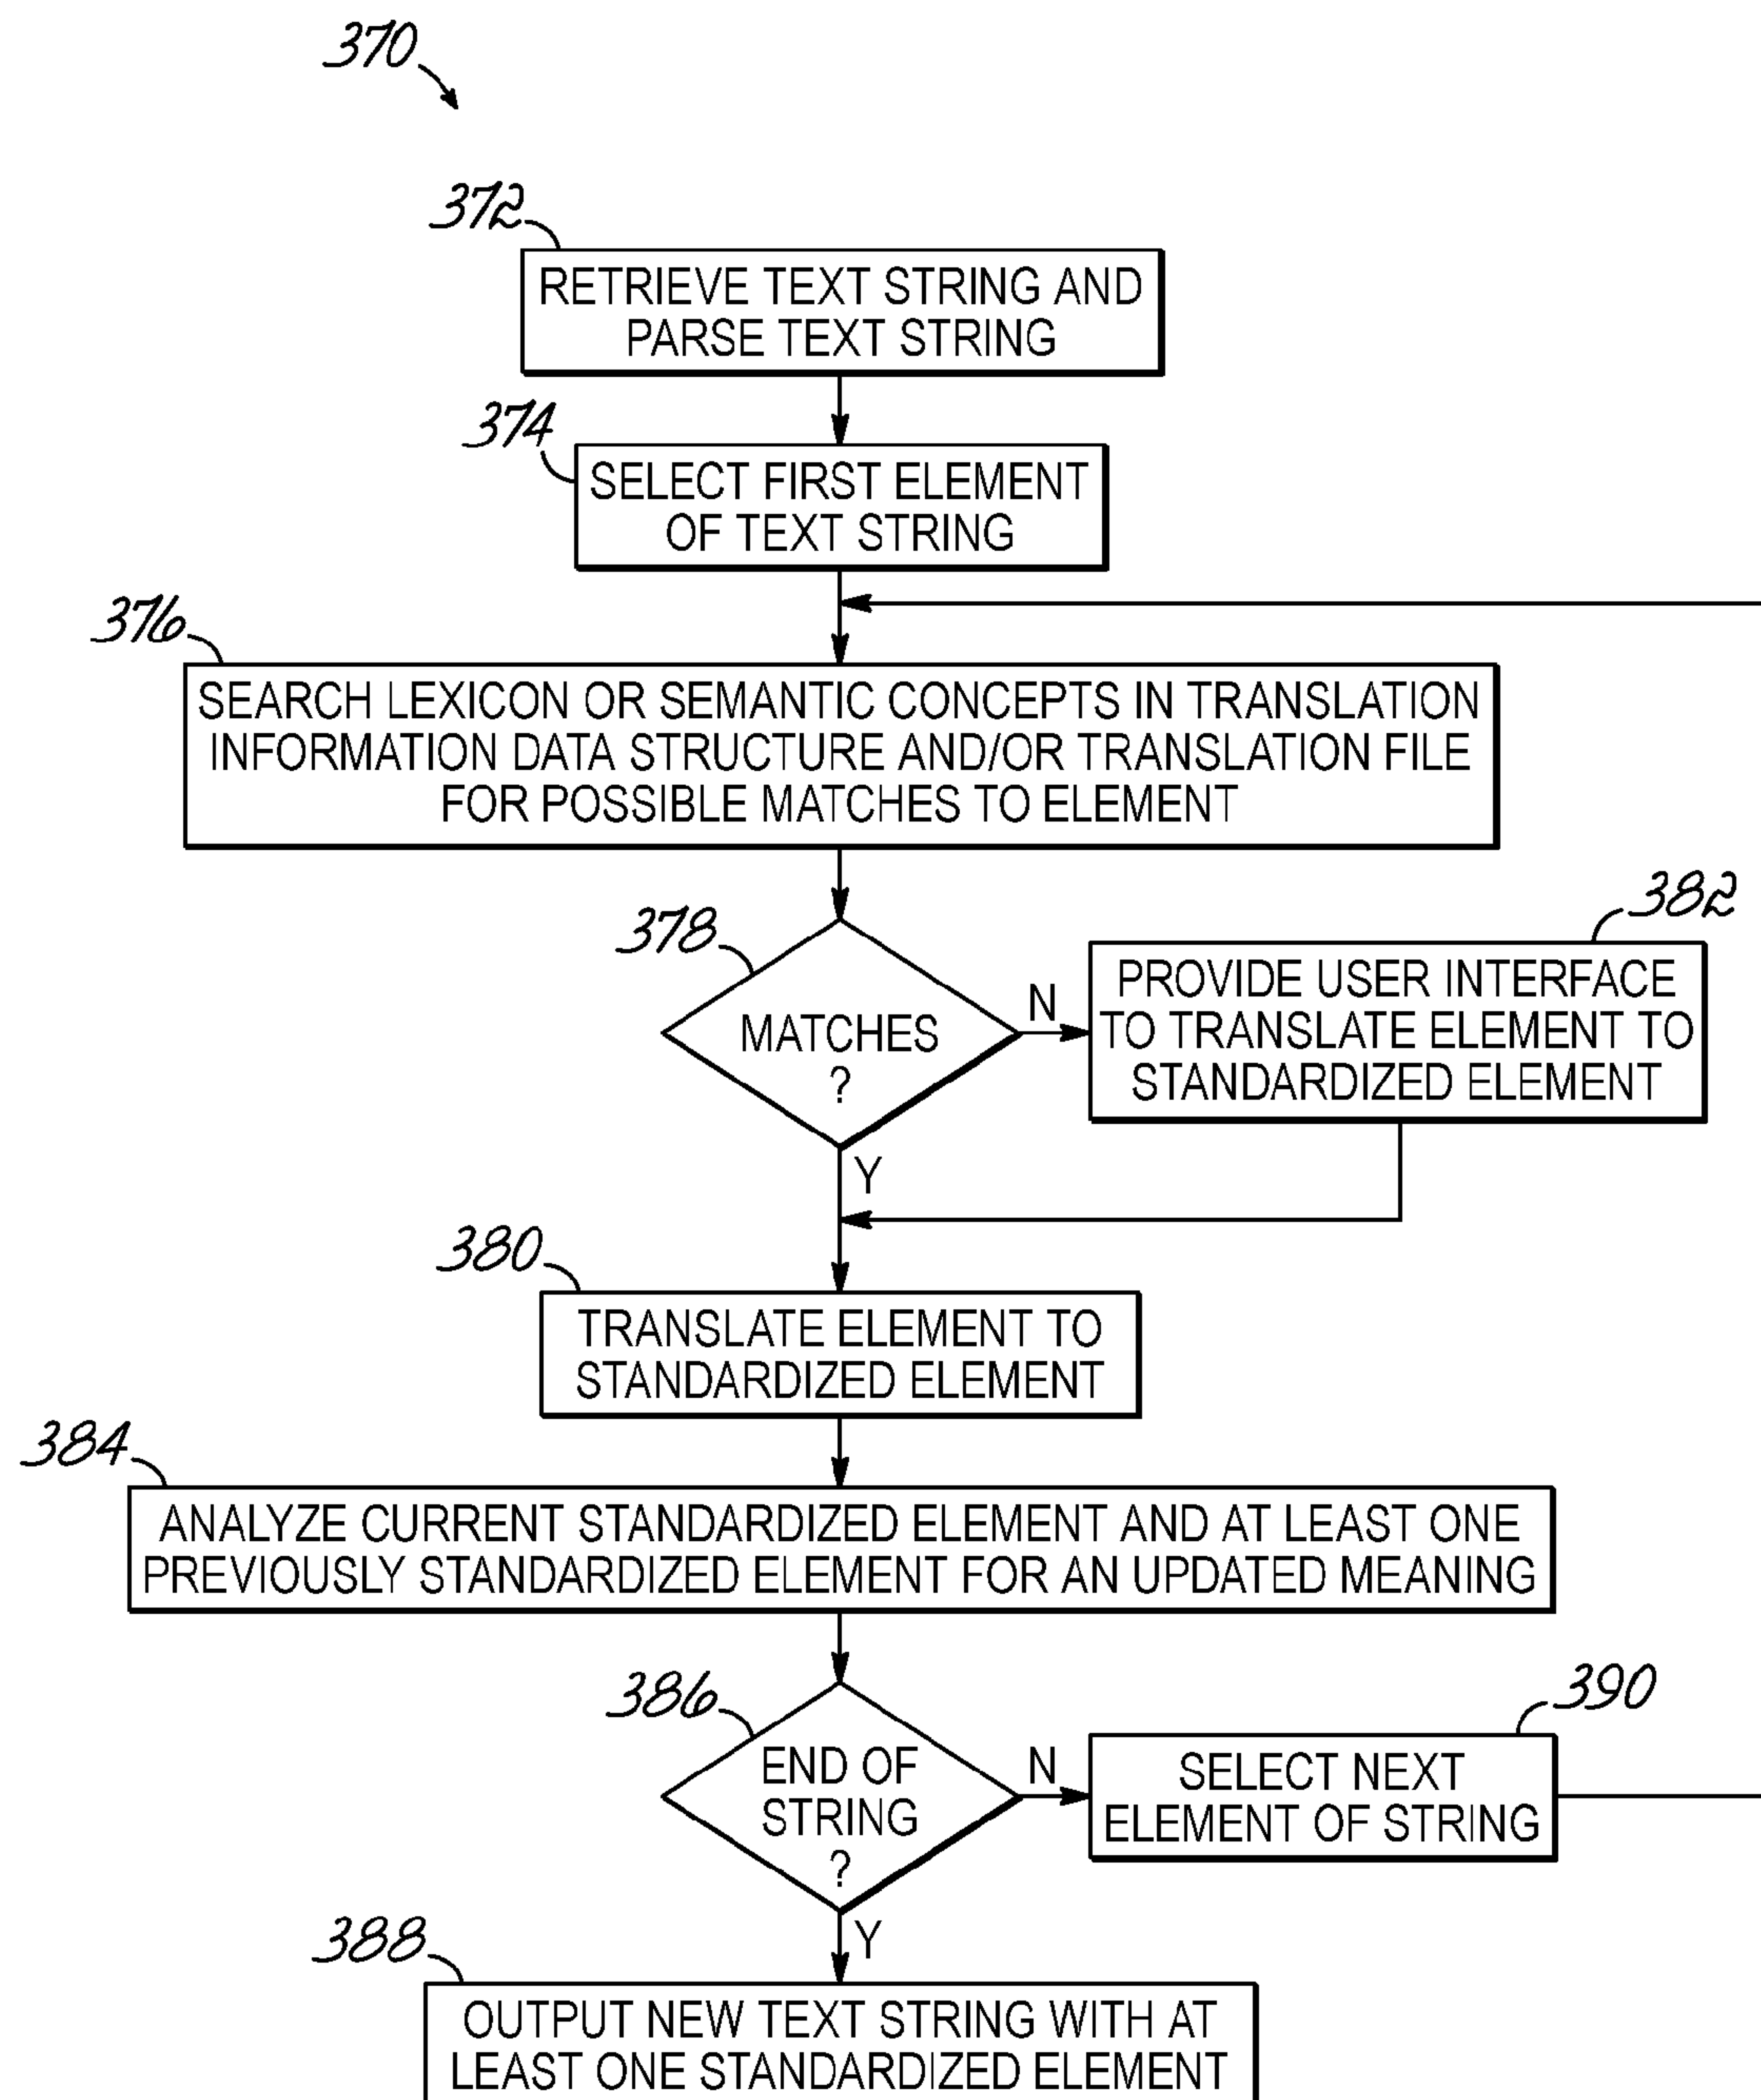 370
372
RETRIEVE TEXT STRING AND
PARSE TEXT STRING
374
SELECT FIRST ELEMENT
OF TEXT STRING
376
SEARCH LEXICON OR SEMANTIC CONCEPTS IN TRANSLATION
INFORMATION DATA STRUCTURE AND/OR TRANSLATION FILE
FOR POSSIBLE MATCHES TO ELEMENT
378
MATCHES
?
N
382
PROVIDE USER INTERFACE
TO TRANSLATE ELEMENT TO
STANDARDIZED ELEMENT
Y
380
TRANSLATE ELEMENT TO
STANDARDIZED ELEMENT
384
ANALYZE CURRENT STANDARDIZED ELEMENT AND AT LEAST ONE
PREVIOUSLY STANDARDIZED ELEMENT FOR AN UPDATED MEANING
386
END OF
STRING
?
N
390
SELECT NEXT
ELEMENT OF STRING
Y
388
OUTPUT NEW TEXT STRING WITH AT
LEAST ONE STANDARDIZED ELEMENT